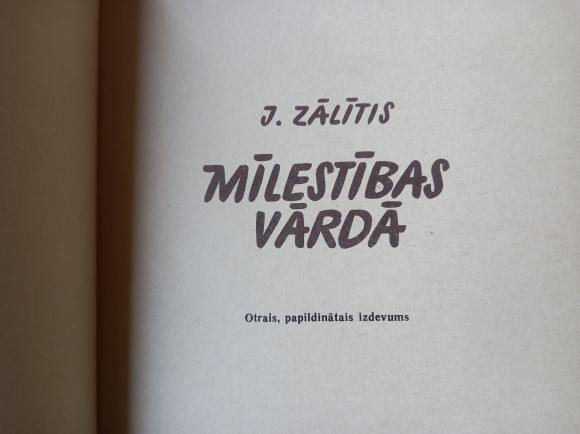 J. ZĀLĪTIS
MĪLESTĪBAS
VĀRDĀ
Otrais, papildinātais izdevums